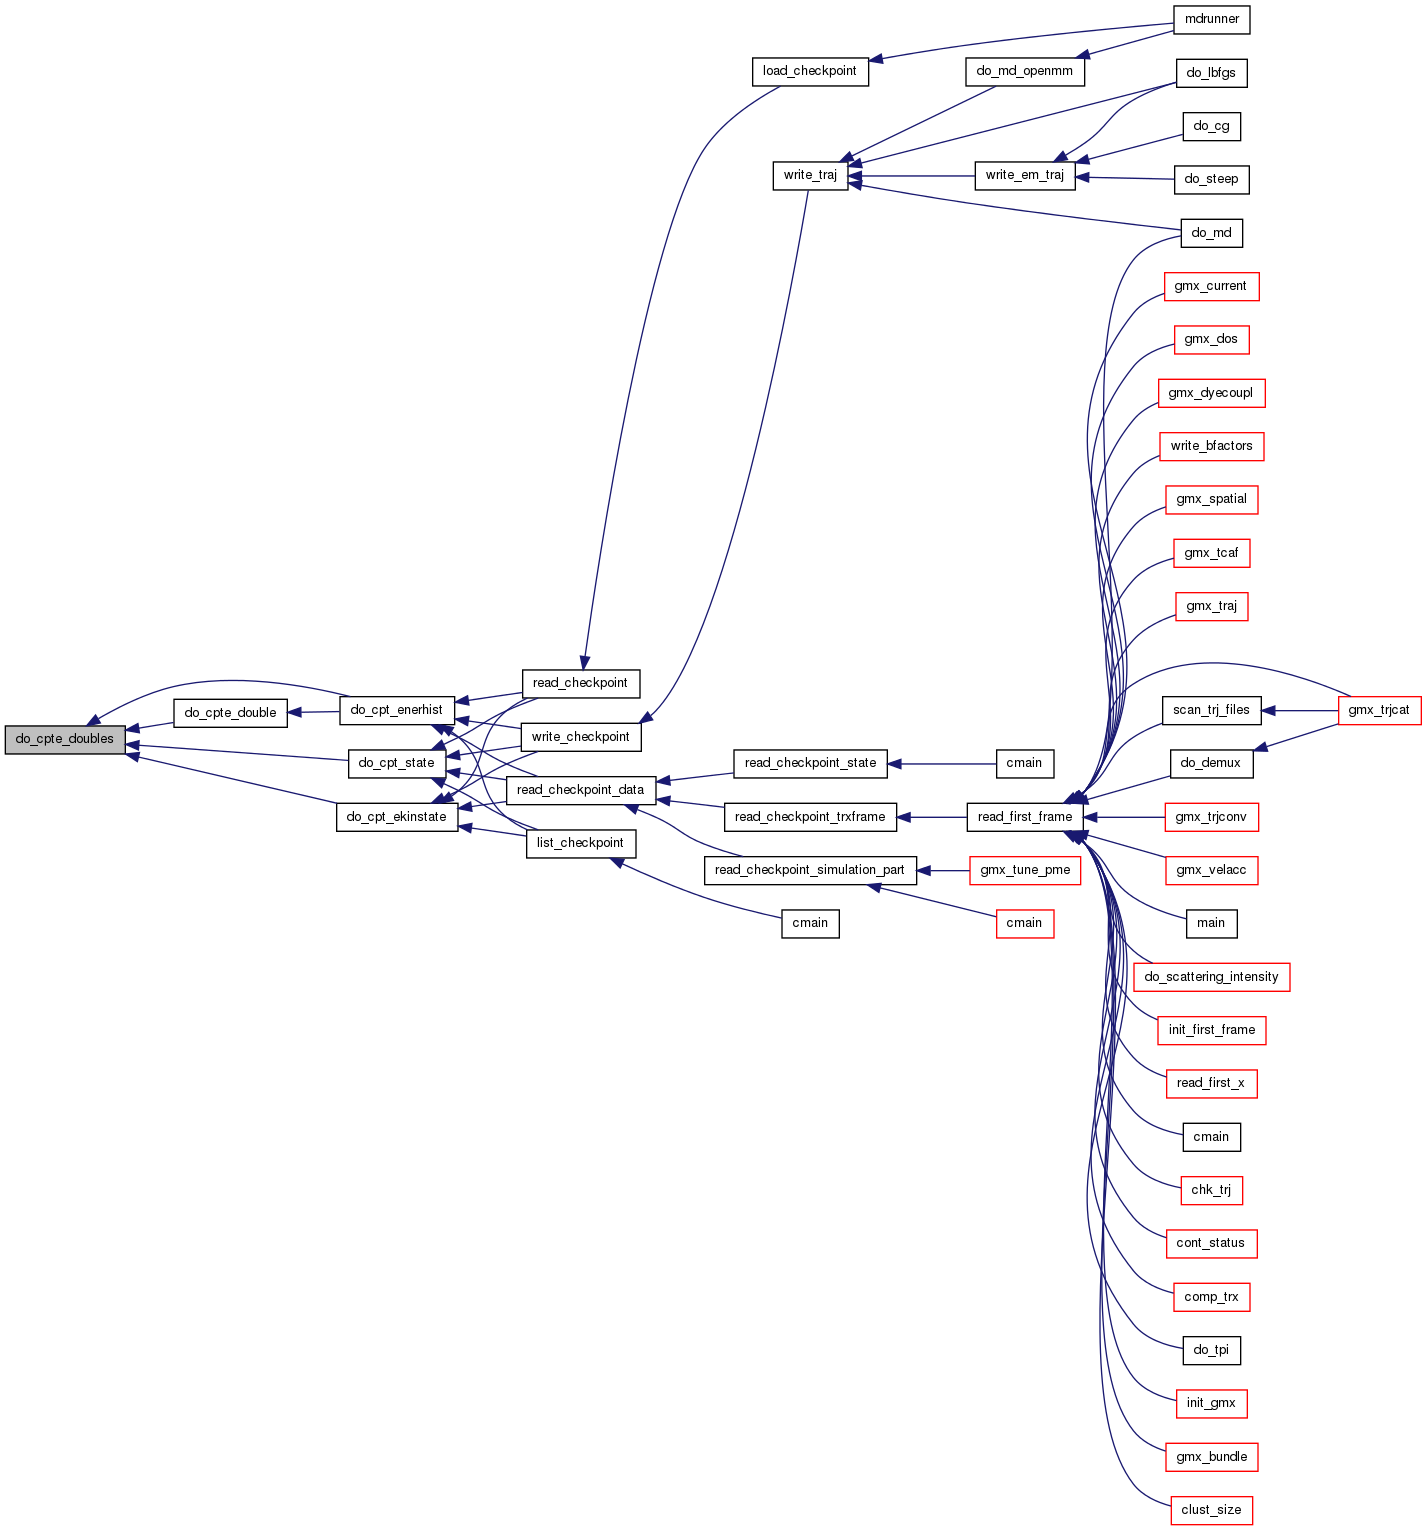 mdrunner
load_checkpoint
do_md_openmm
do_lbfgs
do_cg
write_traj
write_em_traj
do_steep
do_md
gmx_current
gmx_dos
gmx_dyecoupl
write_bfactors
gmx_spatial
gmx_tcaf
gmx_traj
read_checkpoint
do_cpte_double
do_cpt_enerhist
scan_trj_files
gmx_trjcat
do_cpte_doubles
write_checkpoint
do_cpt_state
read_checkpoint_state
cmain
do_demux
read_checkpoint_data
do_cpt_ekinstate
read_checkpoint_trxframe
read_first_frame
gmx_trjconv
list_checkpoint
read_checkpoint_simulation_part
gmx_tune_pme
gmx_velacc
cmain
cmain
main
do_scattering_intensity
init_first_frame
read_first_x
cmain
chk_trj
cont_status
comp_trx
do_tpi
init_gmx
gmx_bundle
clust_size